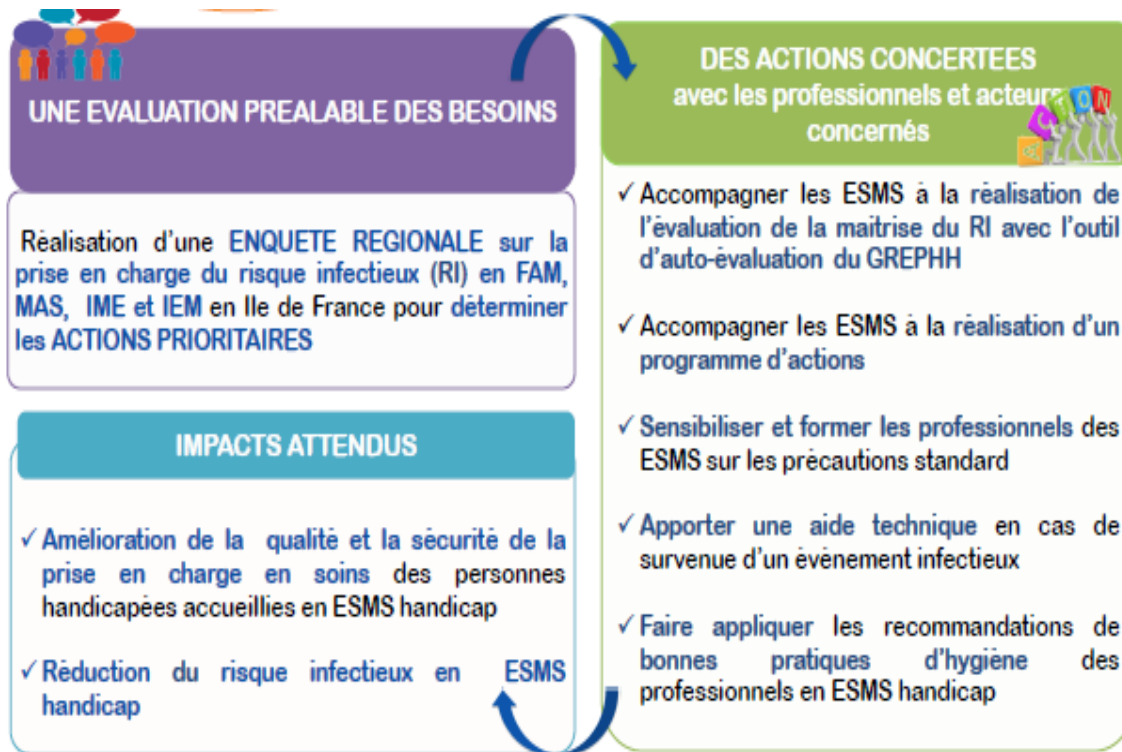 UNE EVALUATION PREALABLE DES BESOINS
Réalisation d'une ENQUETE REGIONALE sur la
prise en charge du risque infectieux (RI) en FAM,
MAS, IME et IEM en Ile de France pour déterminer
les ACTIONS PRIORITAIRES
DES ACTIONS CONCERTEES
avec les professionnels et acteurs
concernés
ACTION
✓ Accompagner les ESMS à la réalisation de
l'évaluation de la maitrise du RI avec l'outil
d'auto-évaluation du GREPHH
✓ Accompagner les ESMS à la réalisation d'un
programme d'actions
✓ Sensibiliser et former les professionnels des
ESMS sur les précautions standard
✓ Apporter une aide technique en cas de
survenue d'un évènement infectieux
✓ Faire appliquer les recommandations de
bonnes pratiques d'hygiène des
professionnels en ESMS handicap
IMPACTS ATTENDUS
✓ Amélioration de la qualité et la sécurité de la
prise en charge en soins des personnes
handicapées accueillies en ESMS handicap
✓ Réduction du risque infectieux en ESMS
handicap